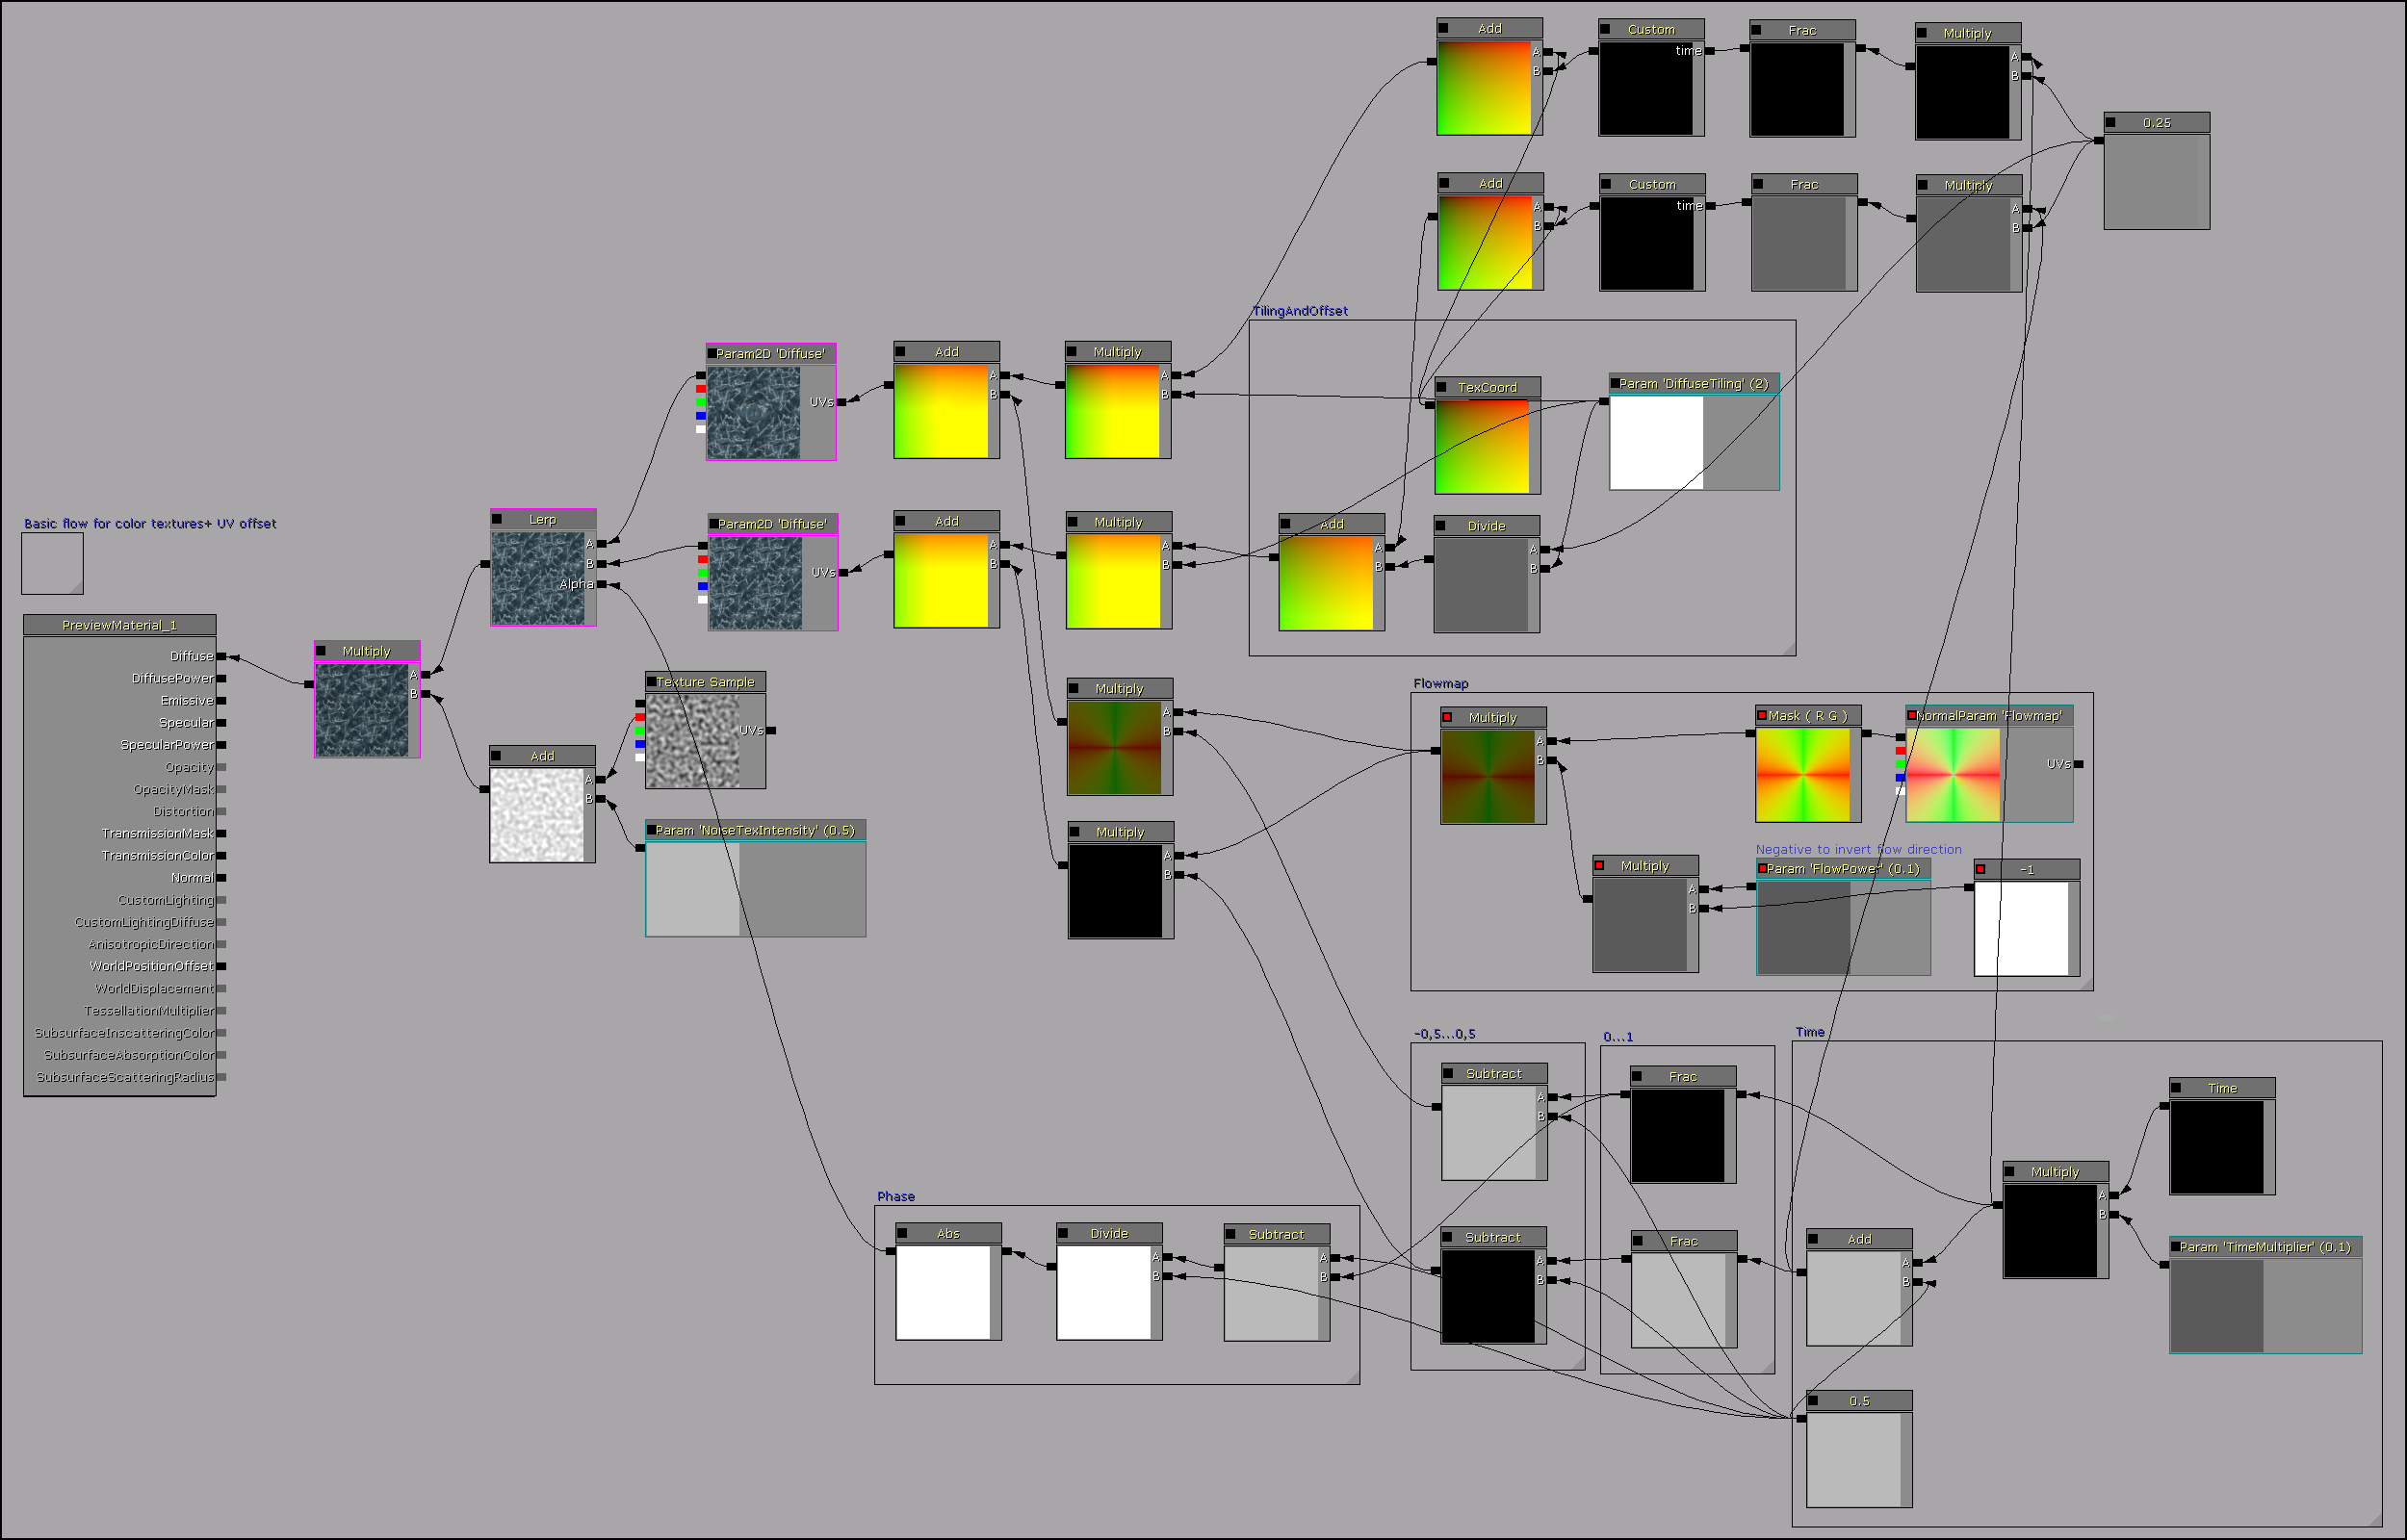 Add
A
B
Custom
time
Frac
Multiply
A
B
0.25
Add
A
B
Custom
time
Frac
Multiply
A
B
TilingAndOffset
Param2D 'Diffuse'
UVs
Add
A
B
Multiply
A
B
TexCoord
Param 'DiffuseTiling' (2)
Basic flow for color textures+ UV offset
Lerp
A
B
Alpha
Param2D 'Diffuse'
UVs
Add
A
B
Multiply
A
B
Add
A
B
Divide
A
B
PreviewMaterial_1
Diffuse
DiffusePower
Emissive
Specular
SpecularPower
Opacity
OpacityMask
Distortion
TransmissionMask
TransmissionColor
Normal
CustomLighting
CustomLightingDiffuse
AnisotropicDirection
WorldPositionOffset
WorldDisplacement
TessellationMultiplier
SubsurfaceInscatteringColor
SubsurfaceAbsorptionColor
SubsurfaceScatteringRadius
Multiply
A
B
Texture Sample
UVs
Add
A
B
Param 'NoiseTexIntensity' (0.5)
Multiply
A
B
Multiply
A
B
Flowmap
Multiply
A
B
Mask ( R G )
NormalParam 'Flowmap'
UVs
Negative to invert flow direction
Multiply
A
B
Param 'FlowPower' (0.1)
-1
-0,5...0,5
Subtract
A
B
Subtract
A
B
0...1
Frac
Frac
Time
Time
Multiply
A
B
Add
A
B
Param 'TimeMultiplier' (0.1)
0.5
Phase
Abs
Divide
A
B
Subtract
A
B